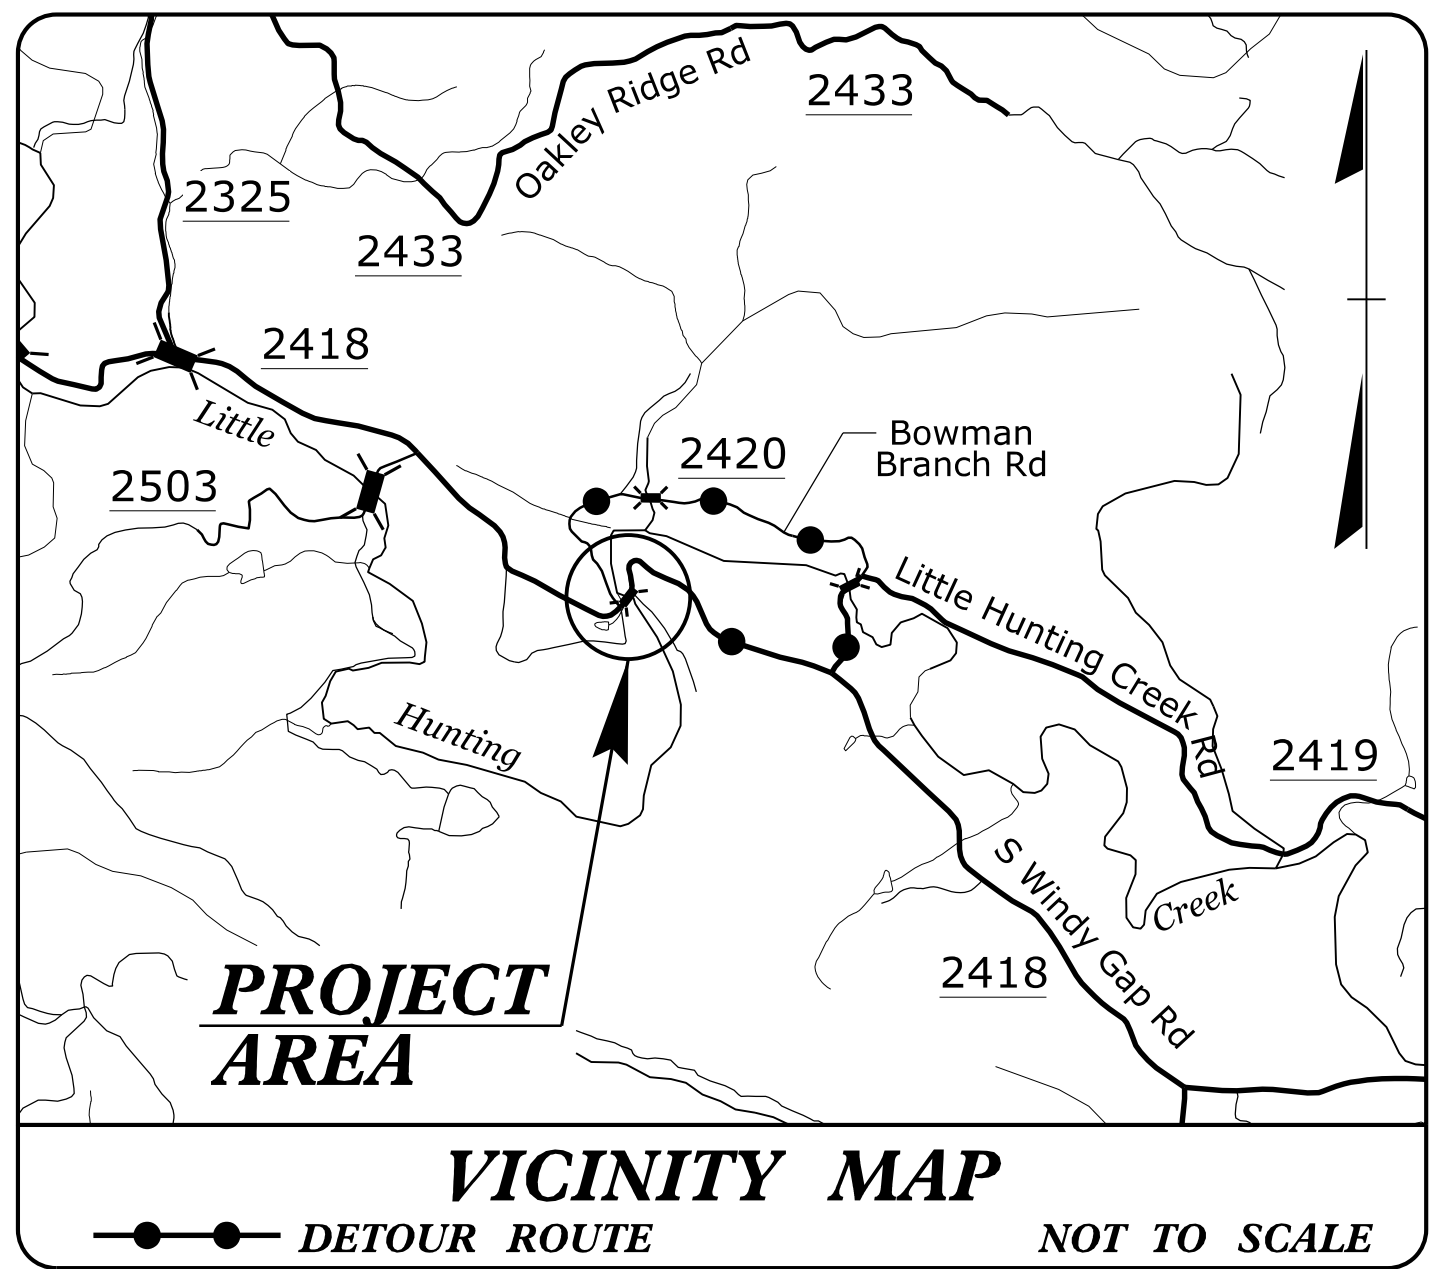 Oakley Ridge Rd
2433
2325
2433
2418
Little
2420
Bowman
Branch Rd
2503
Little Hunting Creek Rd
Hunting
2419
S Windy Gap Rd
Creek
2418
PROJECT
AREA
VICINITY MAP
DETOUR ROUTE
NOT TO SCALE